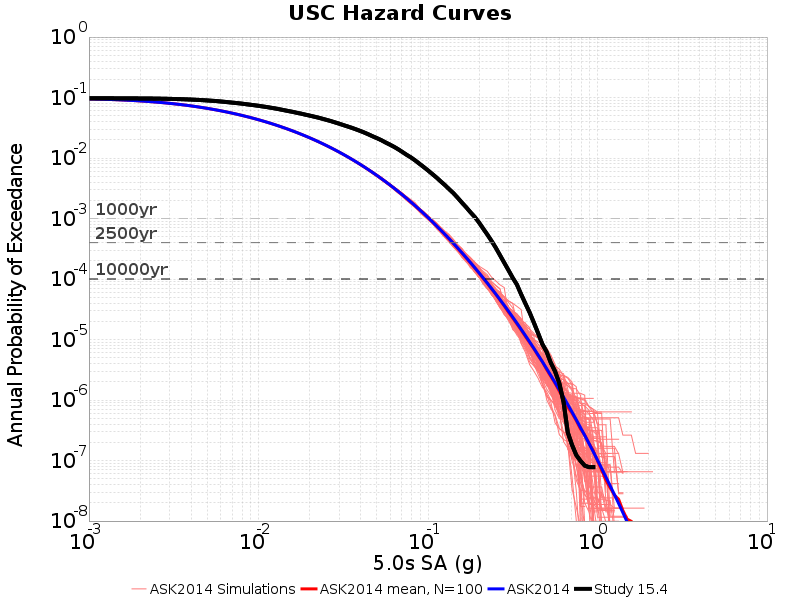 USC Hazard Curves
10^0
10^-1
10^-2
10^-3
10^-4
10^-5
10^-6
10^-7
10^-8
1000yr
2500yr
10000yr
Annual Probability of Exceedance
10^-3
10^-2
10^-1
10^0
10^1
5.0s SA (g)
ASK2014 Simulations ASK2014 mean, N=100 ASK2014 Study 15.4